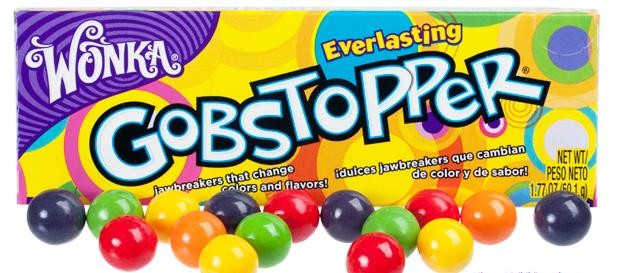 WONKA®
Everlasting
GOBSTOPPER®
jawbreakers that change
colors and flavors!
¡dulces jawbreakers que cambian
de color y de sabor!
NET WT/
PESO NETO
1.77 OZ (50.1 g)